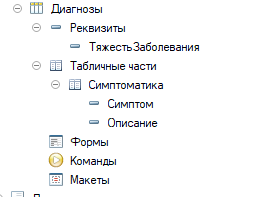 Диагнозы
Реквизиты
ТяжестьЗаболевания
Табличные части
Симптоматика
Симптом
Описание
Формы
Команды
Макеты